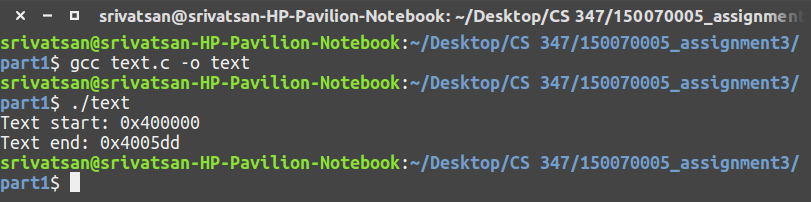 srivatsan@srivatsan-HP-Pavilion-Notebook: ~/Desktop/CS 347/150070005_assignment
srivatsan@srivatsan-HP-Pavilion-Notebook:~/Desktop/CS 347/150070005_assignment3/
part1$ gcc text.c -o text
srivatsan@srivatsan-HP-Pavilion-Notebook:~/Desktop/CS 347/150070005_assignment3/
part1$ ./text
Text start: 0x400000
Text end: 0x4005dd
srivatsan@srivatsan-HP-Pavilion-Notebook:~/Desktop/CS 347/150070005_assignment3/
part1$